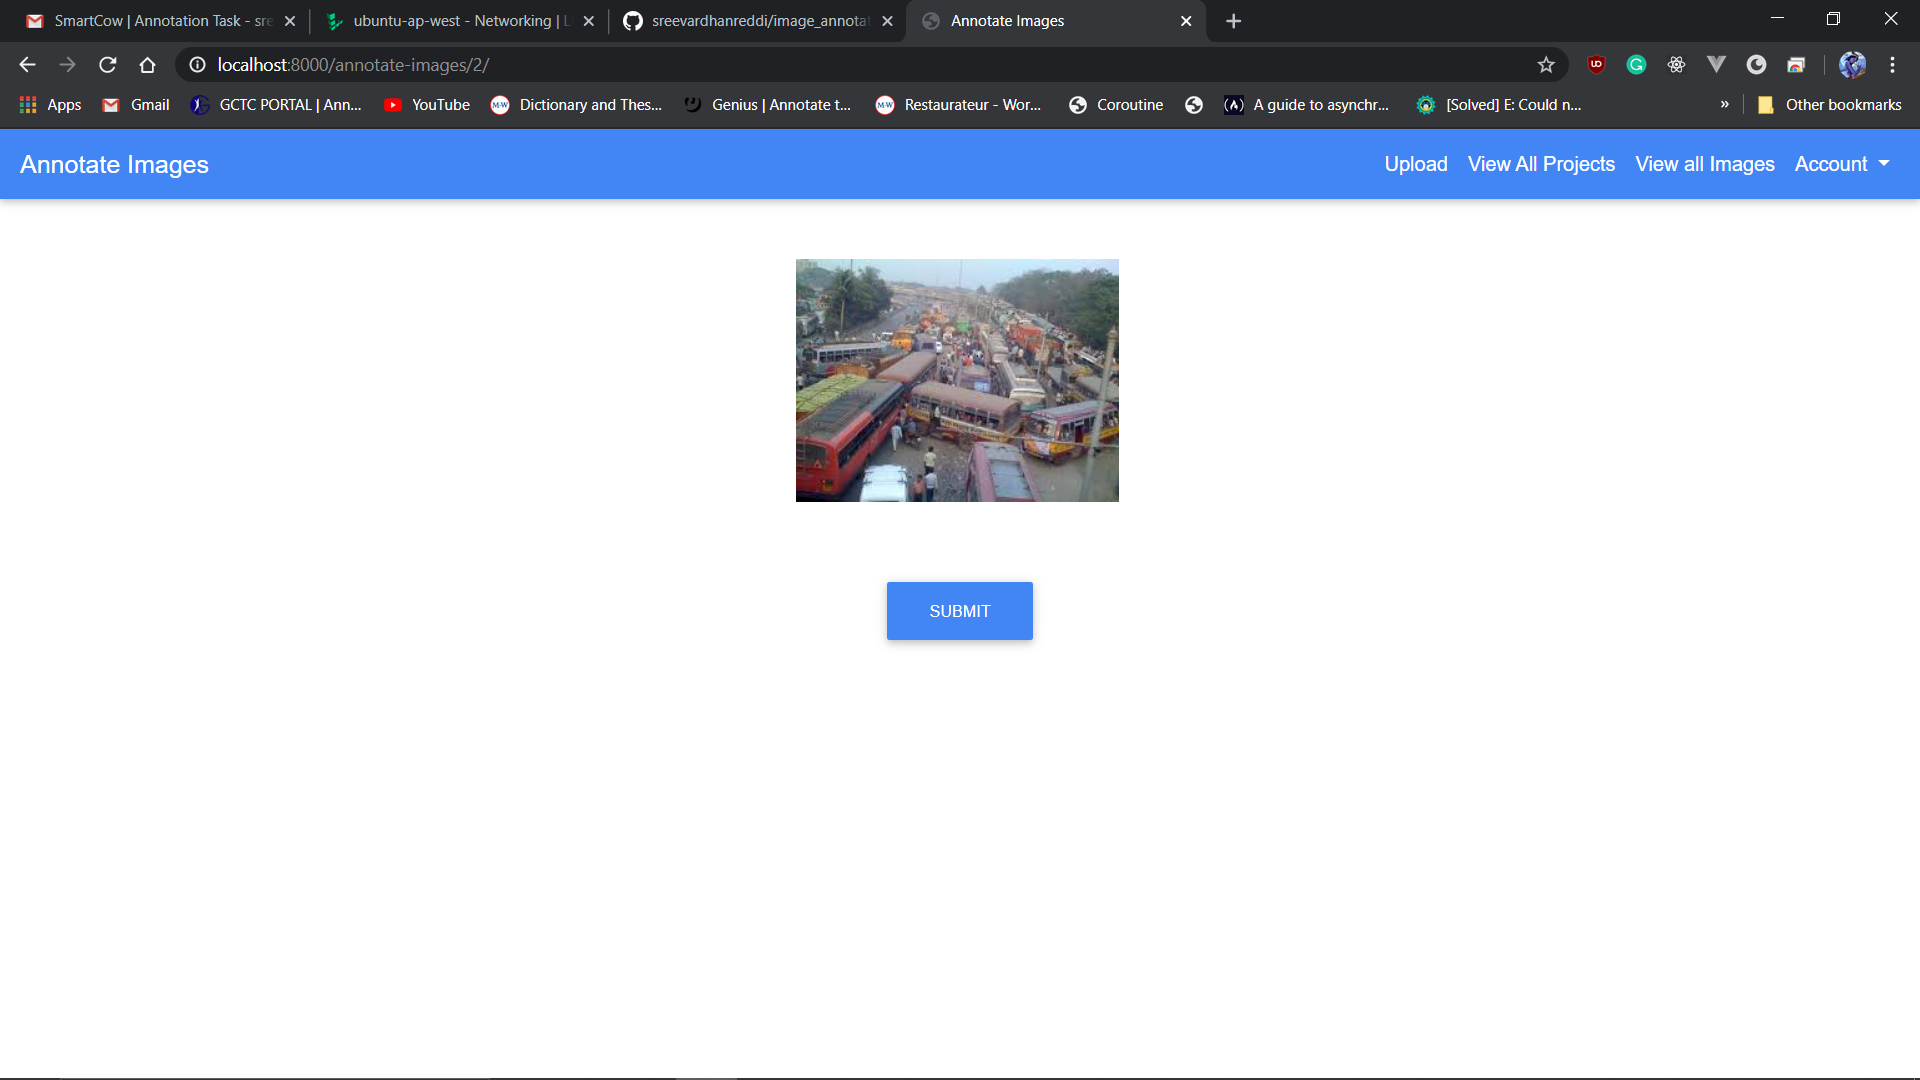 SmartCow | Annotation Task - sre
ubuntu-ap-west - Networking | L
sreevardhanreddi/image_annotat
Annotate Images
localhost:8000/annotate-images/2/
Apps
Gmail
GCTC PORTAL | Ann...
YouTube
Dictionary and Thes...
Genius | Annotate t...
Restaurateur - Wor...
Coroutine
A guide to asynchr...
[Solved] E: Could n...
»
Other bookmarks
Annotate Images
Upload
View All Projects
View all Images
Account
SUBMIT